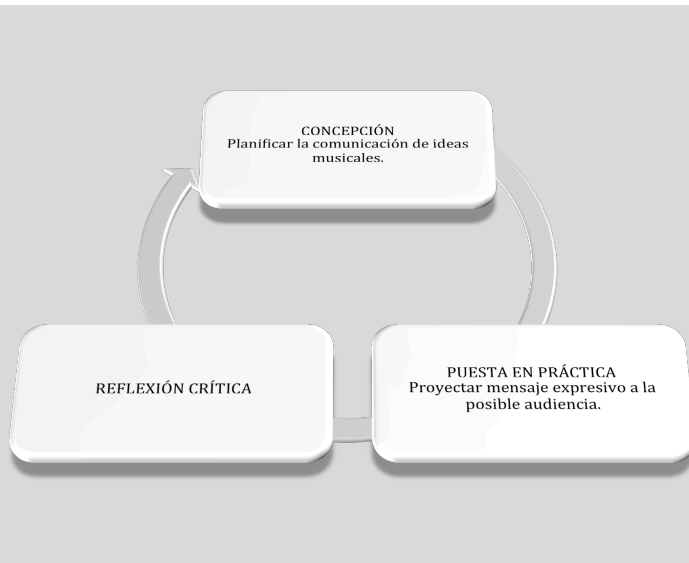 CONCEPCIÓN
Planificar la comunicación de ideas
musicales.
REFLEXIÓN CRÍTICA
PUESTA EN PRÁCTICA
Proyectar mensaje expresivo a la
posible audiencia.